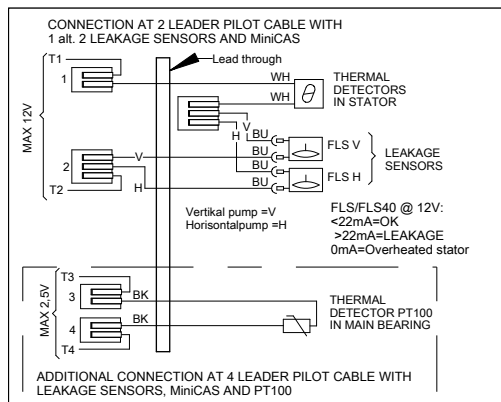 CONNECTION AT 2 LEADER PILOT CABLE WITH
1 alt. 2 LEAKAGE SENSORS AND MiniCAS
T1
Lead through
1
WH
WH
THERMAL
DETECTORS
IN STATOR
MAX 12V
V
H
BU
BU
BU
BU
FLS V
FLS H
LEAKAGE
SENSORS
2
V
H
T2
Vertikal pump =V
Horisontalpump =H
FLS/FLS40 @ 12V:
<22mA=OK
>22mA=LEAKAGE
0mA=Overheated stator
MAX 2,5V
T3
3
BK
4
BK
T4
THERMAL
DETECTOR PT100
IN MAIN BEARING
ADDITIONAL CONNECTION AT 4 LEADER PILOT CABLE WITH
LEAKAGE SENSORS, MiniCAS AND PT100